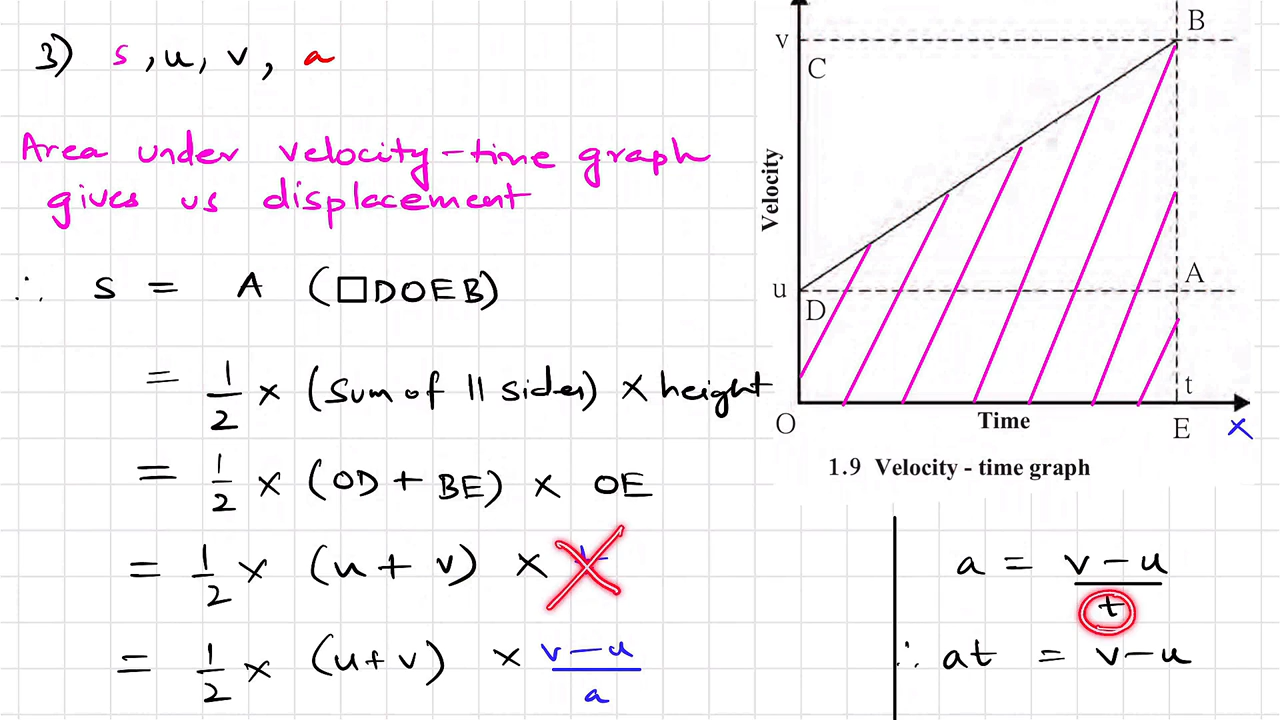 3) s, u, v, a
Area under velocity-time graph
gives us displacement
∴ s = A (□DOEB)
= 1/2 × (Sum of || sides) × height
= 1/2 × (OD + BE) × OE
= 1/2 × (u + v) × t
= 1/2 × (u+v) × v-u/a
B
v
C
Velocity
u
D
A
t
O
Time
E
X
1.9 Velocity - time graph
a = v-u/t
∴ at = v-u